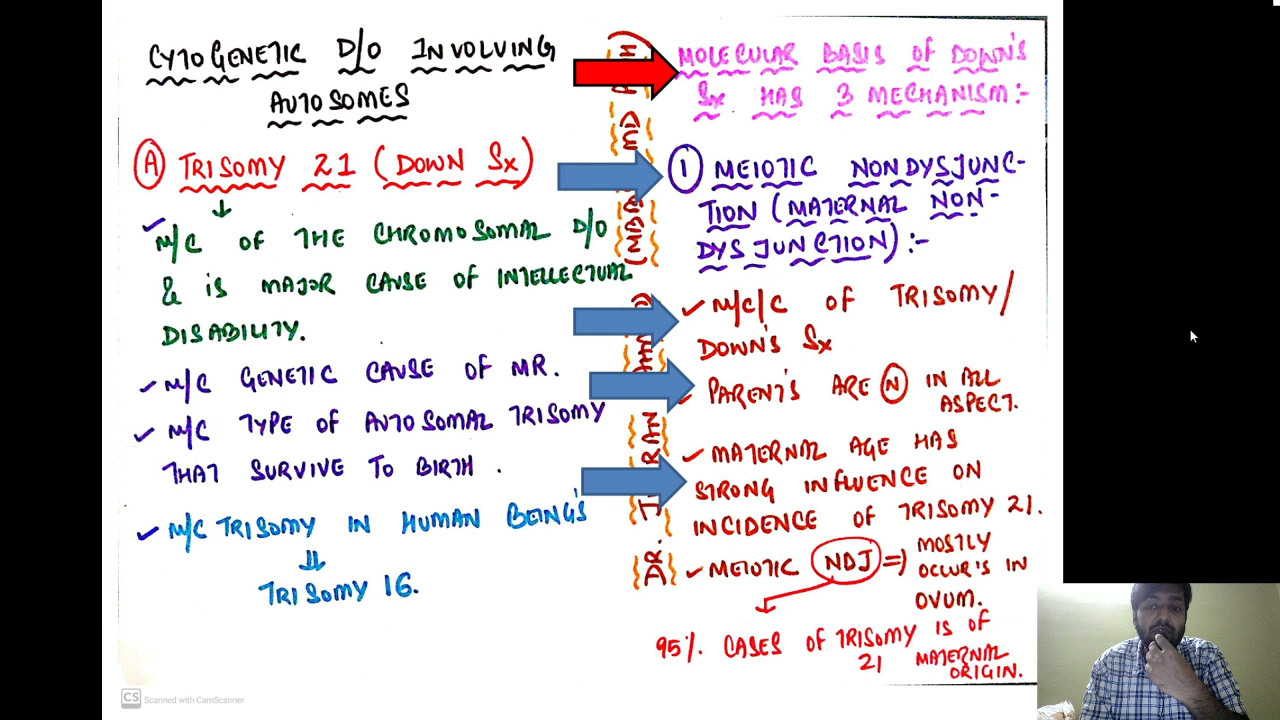 CYTOGENETIC D/O INVOLVING
AUTOSOMES
(A) TRISOMY 21 (DOWN Sx)
M/C OF THE CHROMOSOMAL D/O
& is MAJOR CAUSE OF INTELLECTUAL
DISABILITY.
M/C GENETIC CAUSE OF MR.
M/C TYPE OF AUTOSOMAL TRISOMY
THAT SURVIVE TO BIRTH.
M/C TRISOMY IN HUMAN BEING'S
TRISOMY 16.
CS Scanned with CamScanner
DR.
MOLECULAR BASIS OF DOWN'S
Sx HAS 3 MECHANISM:-
(1) MEIOTIC NONDYSJUNC-
TION (MATERNAL NON-
DYSJUNCTION):-
M/C/C OF TRISOMY/
DOWN'S Sx
PARENT'S ARE (N) IN ALL
ASPECT.
MATERNAL AGE HAS
STRONG INFLUENCE ON
INCIDENCE OF TRISOMY 21.
MEIOTIC NDJ => MOSTLY
OCCUR'S IN
OVUM.
95%. CASES OF TRISOMY IS OF
21 MATERNAL
ORIGIN.